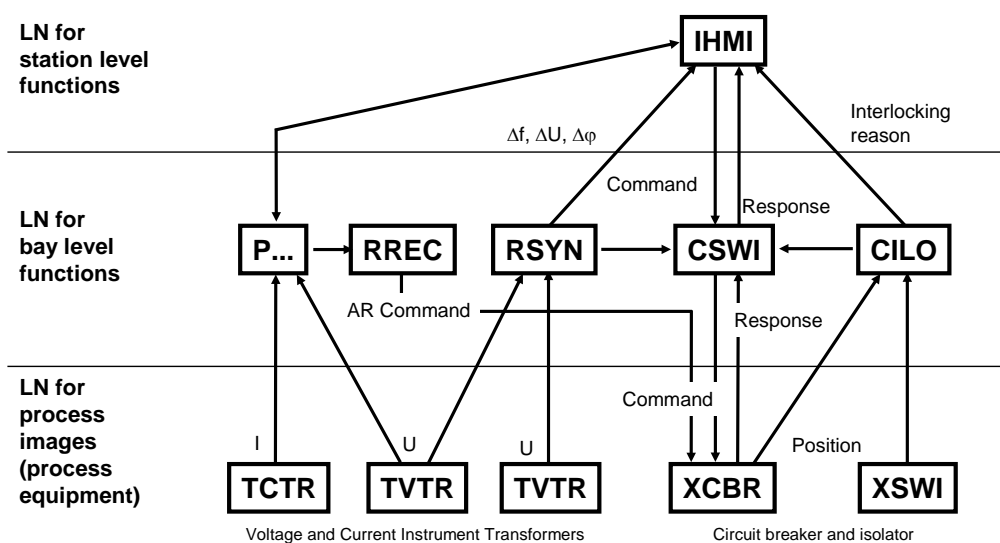 LN for
station level
functions
IHMI
Δf, ΔU, Δφ
Interlocking
reason
Command
LN for
bay level
functions
Response
P...
RREC
RSYN
CSWI
CILO
AR Command
Response
LN for
process
images
(process
equipment)
Command
I
U
U
Position
TCTR
TVTR
TVTR
XCBR
XSWI
Voltage and Current Instrument Transformers
Circuit breaker and isolator